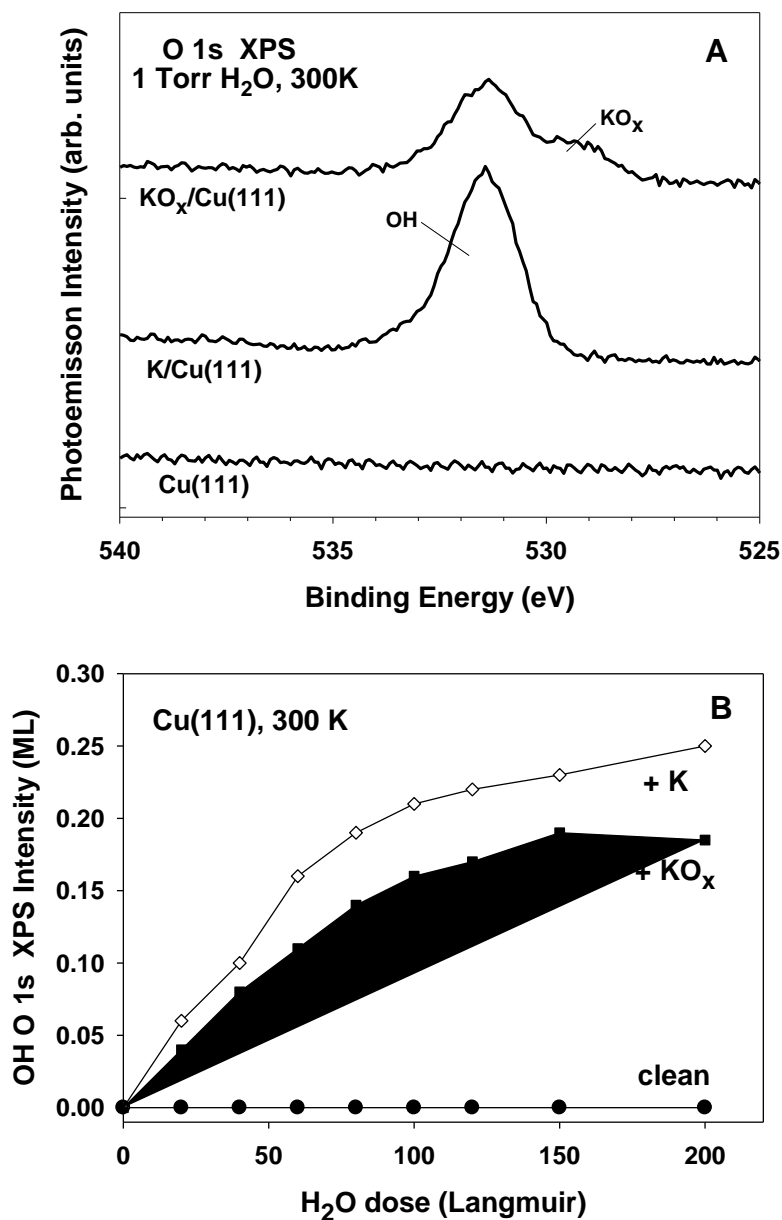 O 1s XPS
1 Torr H₂O, 300K
A
KOₓ
KOₓ/Cu(111)
OH
K/Cu(111)
Cu(111)
Photoemisson Intensity (arb. units)
540 535 530 525
Binding Energy (eV)
0.30
Cu(111), 300 K
B
0.25
+ K
0.20
+ KOₓ
0.15
0.10
0.05
clean
0.00
OH O 1s XPS Intensity (ML)
0 50 100 150 200
H₂O dose (Langmuir)